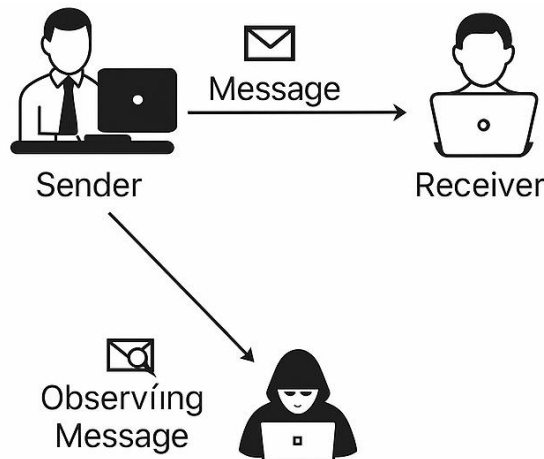 Message
Sender
Receiver
Observíing
Message